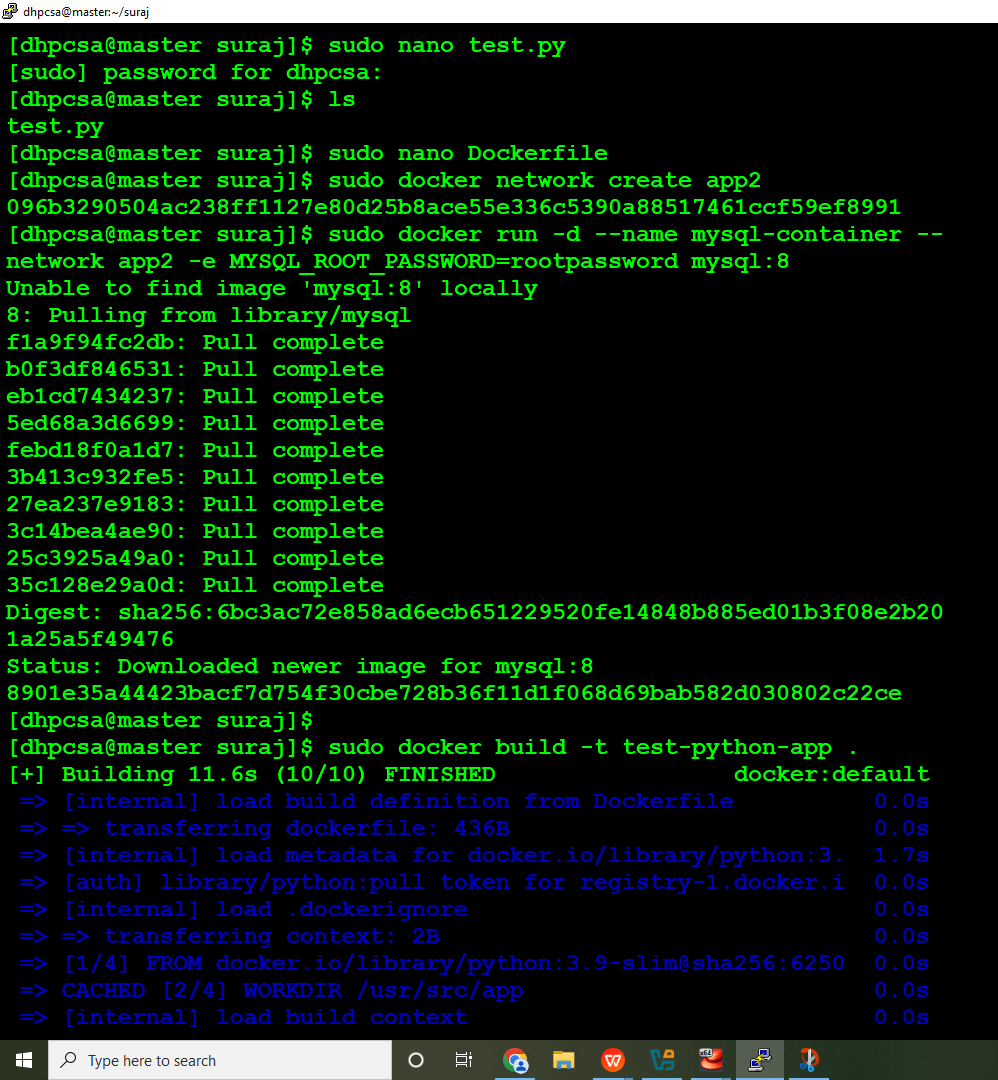 dhpcsa@master:~/suraj
[dhpcsa@master suraj]$ sudo nano test.py
[sudo] password for dhpcsa:
[dhpcsa@master suraj]$ ls
test.py
[dhpcsa@master suraj]$ sudo nano Dockerfile
[dhpcsa@master suraj]$ sudo docker network create app2
096b3290504ac238ff1127e80d25b8ace55e336c5390a88517461ccf59ef8991
[dhpcsa@master suraj]$ sudo docker run -d --name mysql-container --
network app2 -e MYSQL_ROOT_PASSWORD=rootpassword mysql:8
Unable to find image 'mysql:8' locally
8: Pulling from library/mysql
f1a9f94fc2db: Pull complete
b0f3df846531: Pull complete
eb1cd7434237: Pull complete
5ed68a3d6699: Pull complete
febd18f0a1d7: Pull complete
3b413c932fe5: Pull complete
27ea237e9183: Pull complete
3c14bea4ae90: Pull complete
25c3925a49a0: Pull complete
35c128e29a0d: Pull complete
Digest: sha256:6bc3ac72e858ad6ecb651229520fe14848b885ed01b3f08e2b20
1a25a5f49476
Status: Downloaded newer image for mysql:8
8901e35a44423bacf7d754f30cbe728b36f11d1f068d69bab582d030802c22ce
[dhpcsa@master suraj]$
[dhpcsa@master suraj]$ sudo docker build -t test-python-app .
[+] Building 11.6s (10/10) FINISHED docker:default
=> [internal] load build definition from Dockerfile 0.0s
=> => transferring dockerfile: 436B 0.0s
=> [internal] load metadata for docker.io/library/python:3. 1.7s
=> [auth] library/python:pull token for registry-1.docker.i 0.0s
=> [internal] load .dockerignore 0.0s
=> => transferring context: 2B 0.0s
=> [1/4] FROM docker.io/library/python:3.9-slim@sha256:6250 0.0s
=> CACHED [2/4] WORKDIR /usr/src/app 0.0s
=> [internal] load build context 0.0s
Type here to search
x64